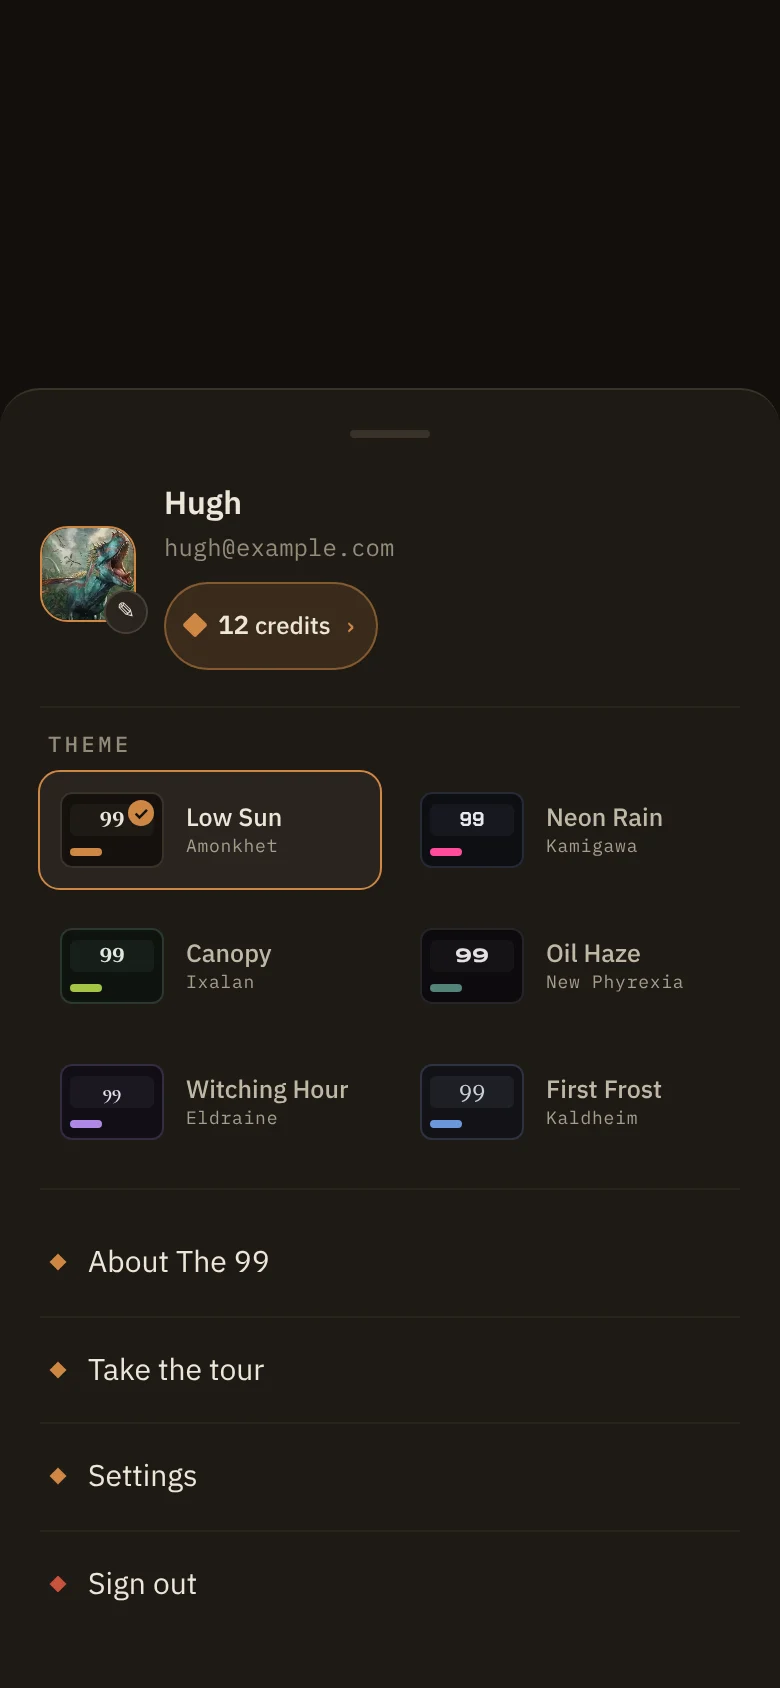 Hugh
hugh@example.com
12 credits ›
THEME
99
Low Sun
Amonkhet
99
Neon Rain
Kamigawa
99
Canopy
Ixalan
99
Oil Haze
New Phyrexia
99
Witching Hour
Eldraine
99
First Frost
Kaldheim
About The 99
Take the tour
Settings
Sign out